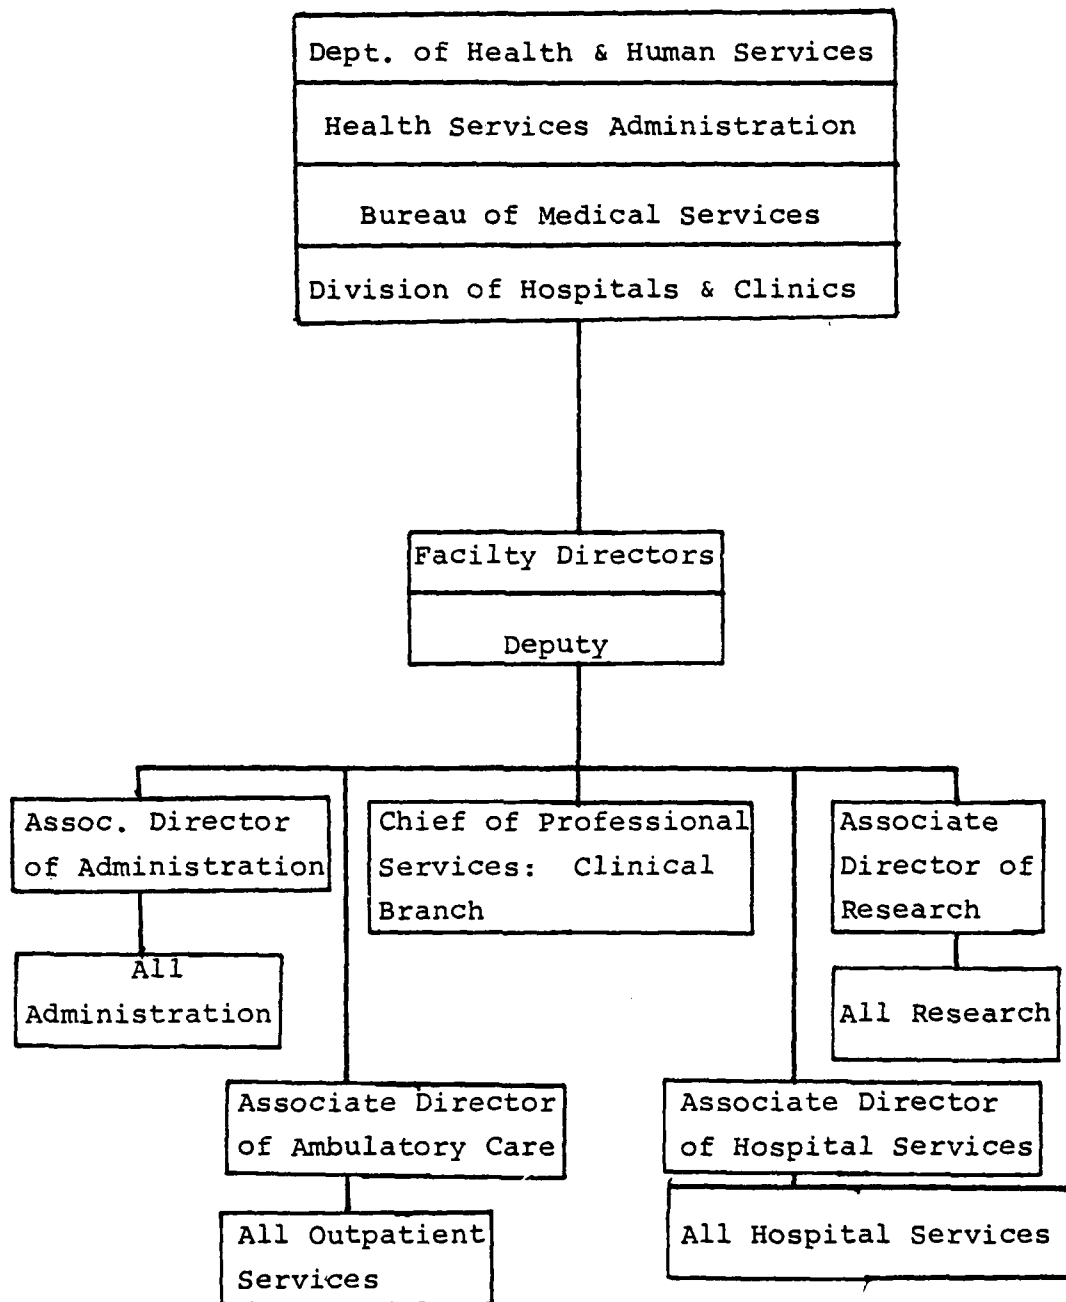 Dept. of Health & Human Services
Health Services Administration
Bureau of Medical Services
Division of Hospitals & Clinics
Facilty Directors
Deputy
Assoc. Director
of Administration
All
Administration
Chief of Professional
Services: Clinical
Branch
Associate
Director of
Research
All Research
Associate Director
of Ambulatory Care
All Outpatient
Services
Associate Director
of Hospital Services
All Hospital Services